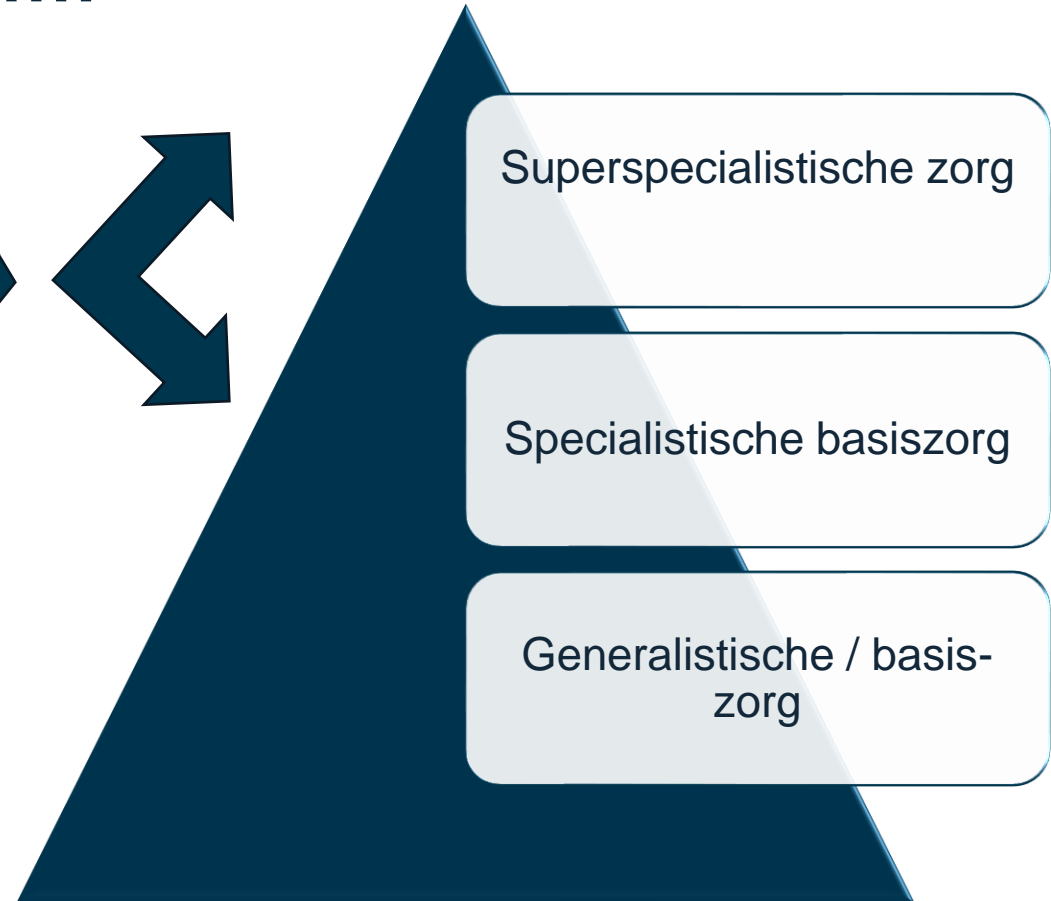 Superspecialistische zorg
Specialistische basiszorg
Generalistische / basis-
zorg